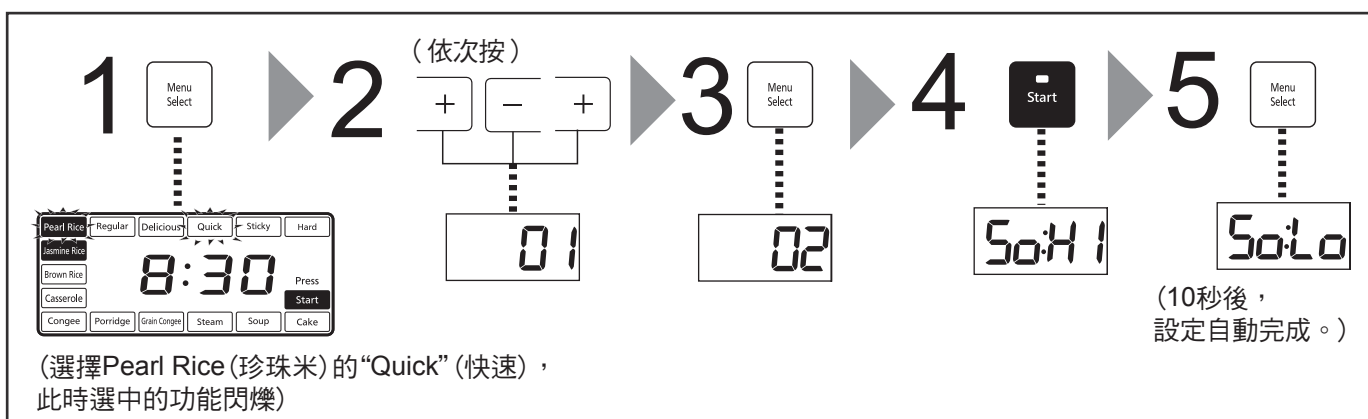 1
Menu
Select
2
（依次按）
+ − +
01
3
Menu
Select
02
4
Start
So:HI
5
Menu
Select
So:Lo
（10秒後，
設定自動完成。）
Pearl Rice Regular Delicious Quick Sticky Hard
Jasmine Rice
Brown Rice
Casserole
8:30
Press
Start
Congee Porridge Grain Congee Steam Soup Cake
（選擇Pearl Rice（珍珠米）的“Quick”（快速），
此時選中的功能閃爍）